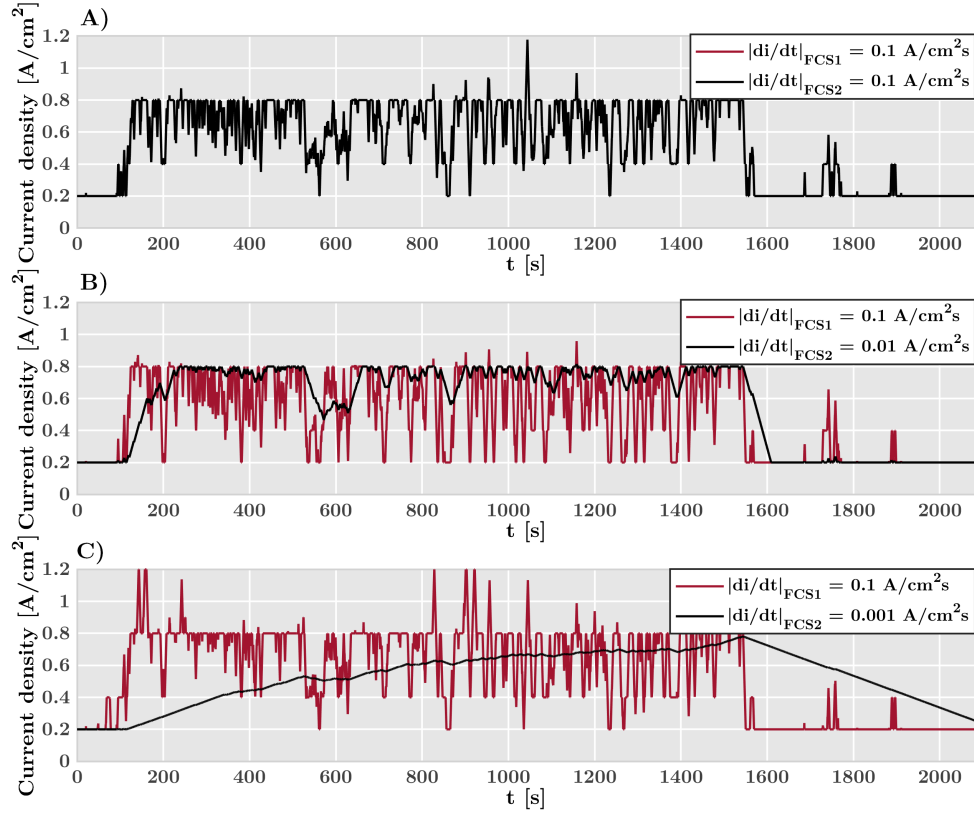 A)
Current density [A/cm²]
1.2
1
0.8
0.6
0.4
0.2
0
|di/dt|FCS1 = 0.1 A/cm²s
|di/dt|FCS2 = 0.1 A/cm²s
0 200 400 600 800 1000 1200 1400 1600 1800 2000
t [s]
B)
Current density [A/cm²]
1.2
1
0.8
0.6
0.4
0.2
0
|di/dt|FCS1 = 0.1 A/cm²s
|di/dt|FCS2 = 0.01 A/cm²s
0 200 400 600 800 1000 1200 1400 1600 1800 2000
t [s]
C)
Current density [A/cm²]
1.2
1
0.8
0.6
0.4
0.2
0
|di/dt|FCS1 = 0.1 A/cm²s
|di/dt|FCS2 = 0.001 A/cm²s
0 200 400 600 800 1000 1200 1400 1600 1800 2000
t [s]